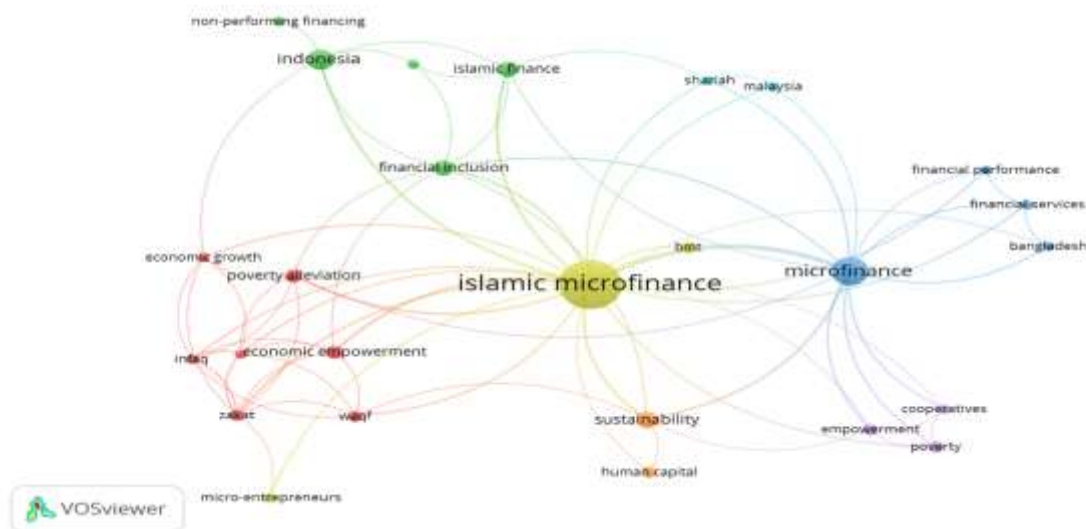 non-performing financing
indonesia
islamic finance
shariah
malaysia
financial inclusion
financial performance
financial services
bangladesh
bmt
economic growth
poverty alleviation
islamic microfinance
microfinance
infaq
economic empowerment
zakat
waqf
sustainability
cooperatives
empowerment
poverty
human capital
micro-entrepreneurs
VOSviewer